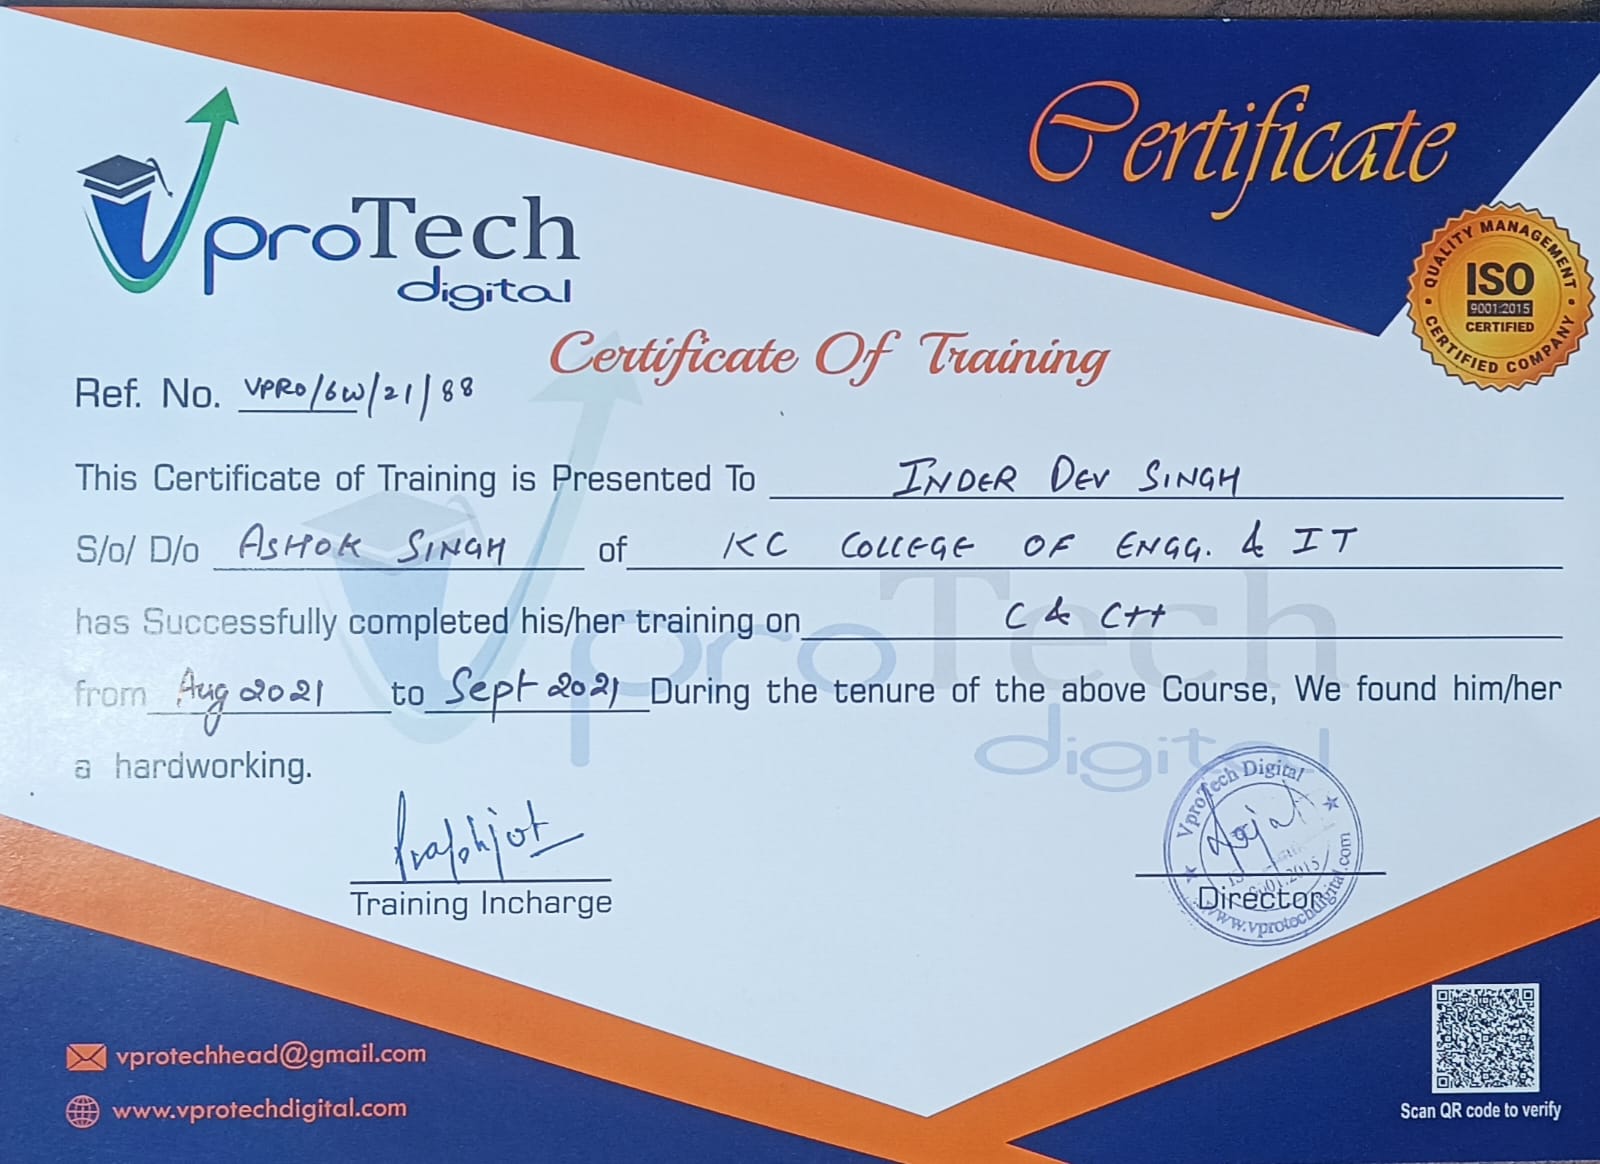 Certificate
VproTech
digital
QUALITY MANAGEMENT
ISO
9001:2015
CERTIFIED
CERTIFIED COMPANY
Certificate Of Training
Ref. No. VPRO/6W/21/88
This Certificate of Training is Presented To INDER DEV SINGH
S/o/ D/o ASHOK SINGH of KC COLLEGE OF ENGG. & IT
has Successfully completed his/her training on C & C++
from Aug 2021 to Sept 2021 During the tenure of the above Course, We found him/her
a hardworking.
proTech
digital
Prabhjot
VproTech Digital
9001:2015
www.vprotechdigital.com
Training Incharge
Director
vprotechhead@gmail.com
www.vprotechdigital.com
Scan QR code to verify